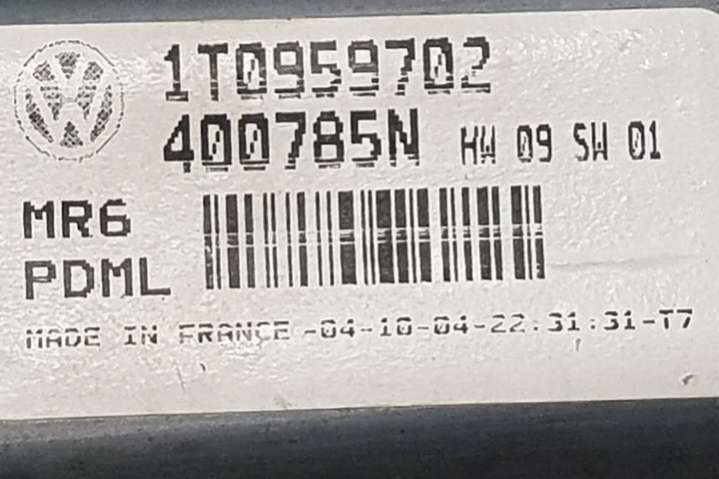 1T0959702
400785N HW 09 SW 01
MR6
PDML
MADE IN FRANCE -04-10-04-22:31:31-T7